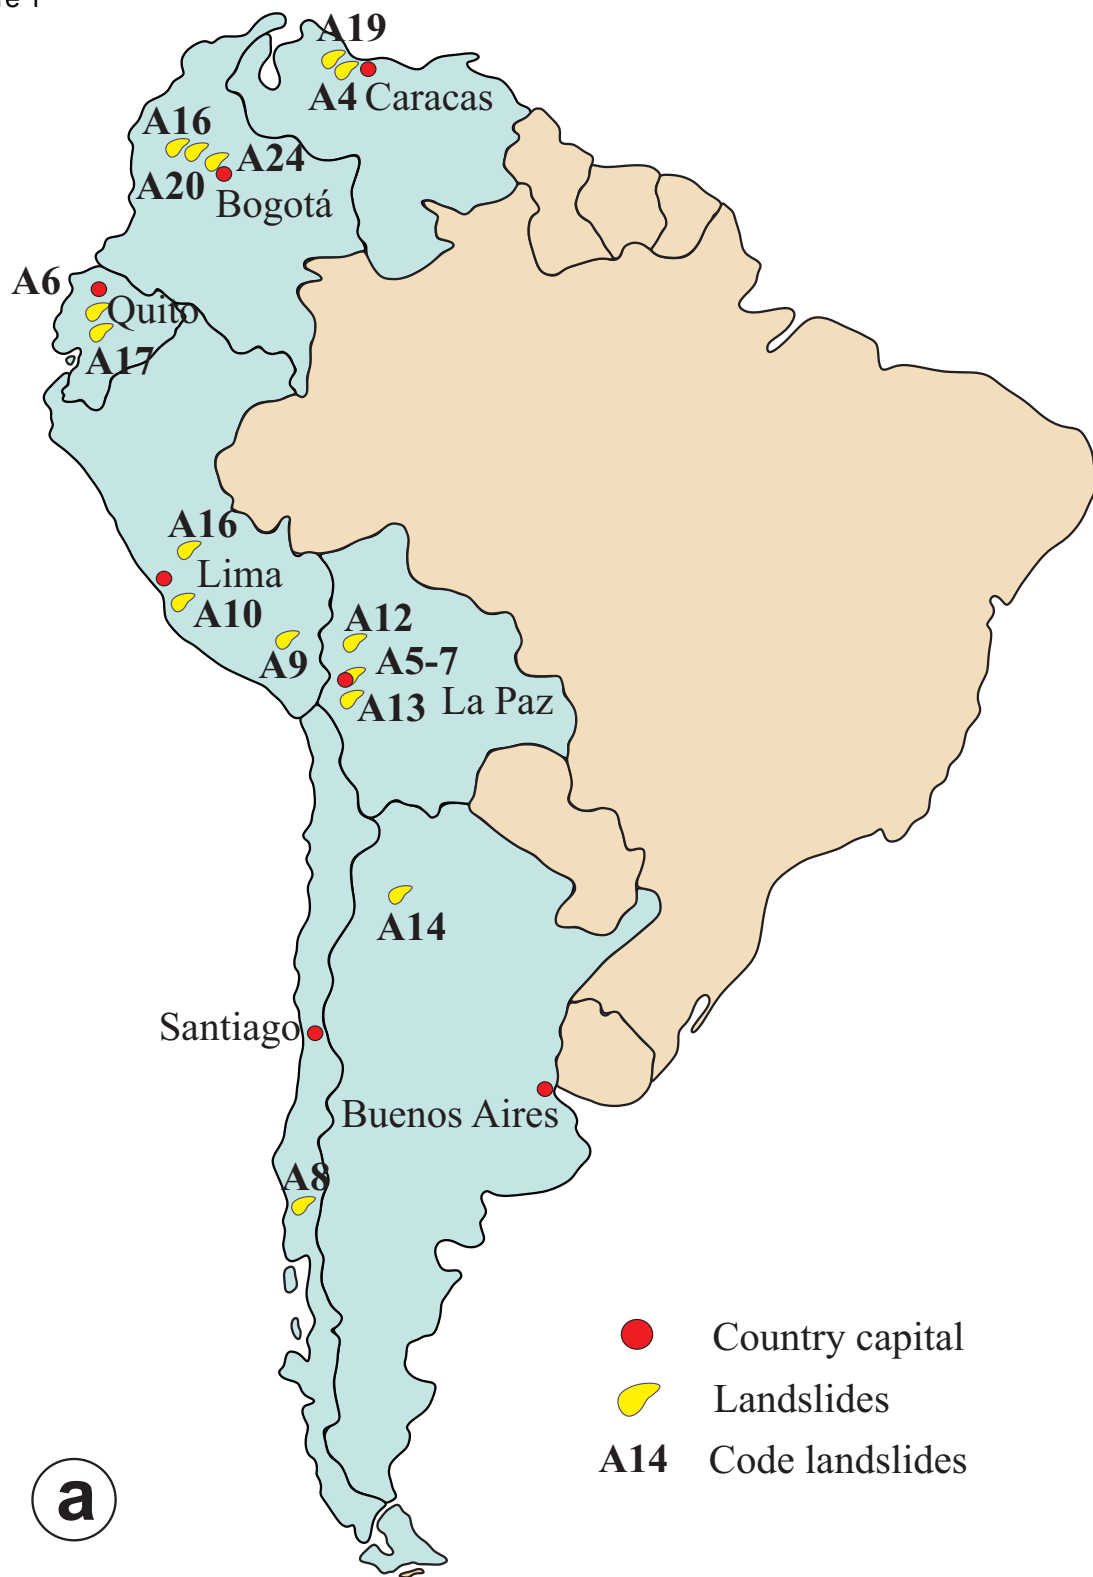 A19
A4 Caracas
A16
A24
A20
Bogotá
A6
Quito
A17
A16
Lima
A10
A12
A9
A5-7
La Paz
A13
A14
Santiago
Buenos Aires
A8
Country capital
Landslides
A14 Code landslides
a